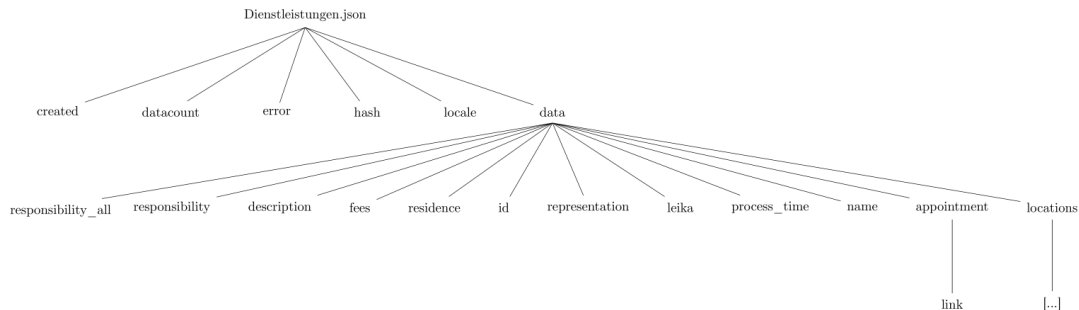 Dienstleistungen.json
created datacount error hash locale data
responsibility_all responsibility description fees residence id representation leika process_time name appointment locations
link [...]